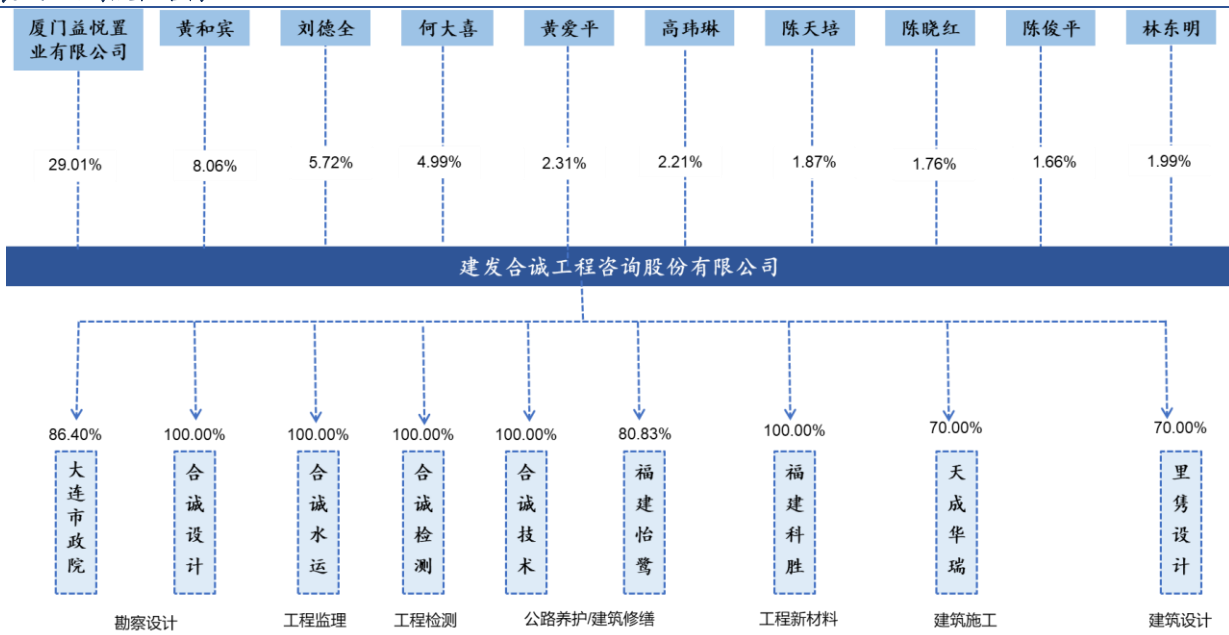 厦门益悦置
业有限公司
黄和宾
刘德全
何大喜
黄爱平
高玮琳
陈天培
陈晓红
陈俊平
林东明
29.01%
8.06%
5.72%
4.99%
2.31%
2.21%
1.87%
1.76%
1.66%
1.99%
建发合诚工程咨询股份有限公司
86.40%
100.00%
100.00%
100.00%
100.00%
80.83%
100.00%
70.00%
70.00%
大连市政院
合诚设计
合诚水运
合诚检测
合诚技术
福建怡鹭
福建科胜
天成华瑞
里隽设计
勘察设计
工程监理
工程检测
公路养护/建筑修缮
工程新材料
建筑施工
建筑设计